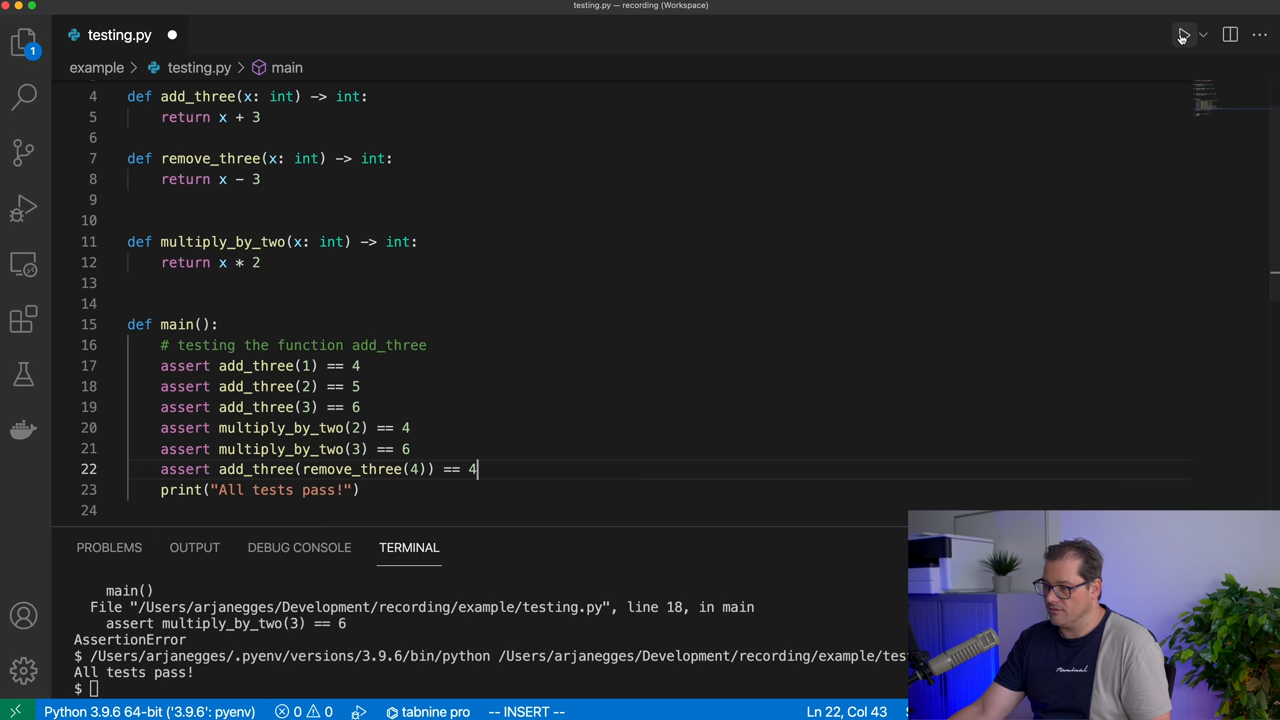 testing.py — recording (Workspace)
testing.py
example > testing.py > main
1
4 def add_three(x: int) -> int:
5 return x + 3
6
7 def remove_three(x: int) -> int:
8 return x - 3
9
10
11 def multiply_by_two(x: int) -> int:
12 return x * 2
13
14
15 def main():
16 # testing the function add_three
17 assert add_three(1) == 4
18 assert add_three(2) == 5
19 assert add_three(3) == 6
20 assert multiply_by_two(2) == 4
21 assert multiply_by_two(3) == 6
22 assert add_three(remove_three(4)) == 4
23 print("All tests pass!")
24
PROBLEMS OUTPUT DEBUG CONSOLE TERMINAL
main()
File "/Users/arjanegges/Development/recording/example/testing.py", line 18, in main
assert multiply_by_two(3) == 6
AssertionError
$ /Users/arjanegges/.pyenv/versions/3.9.6/bin/python /Users/arjanegges/Development/recording/example/tes
All tests pass!
$
Python 3.9.6 64-bit ('3.9.6': pyenv) 0 0 tabnine pro -- INSERT -- Ln 22, Col 43